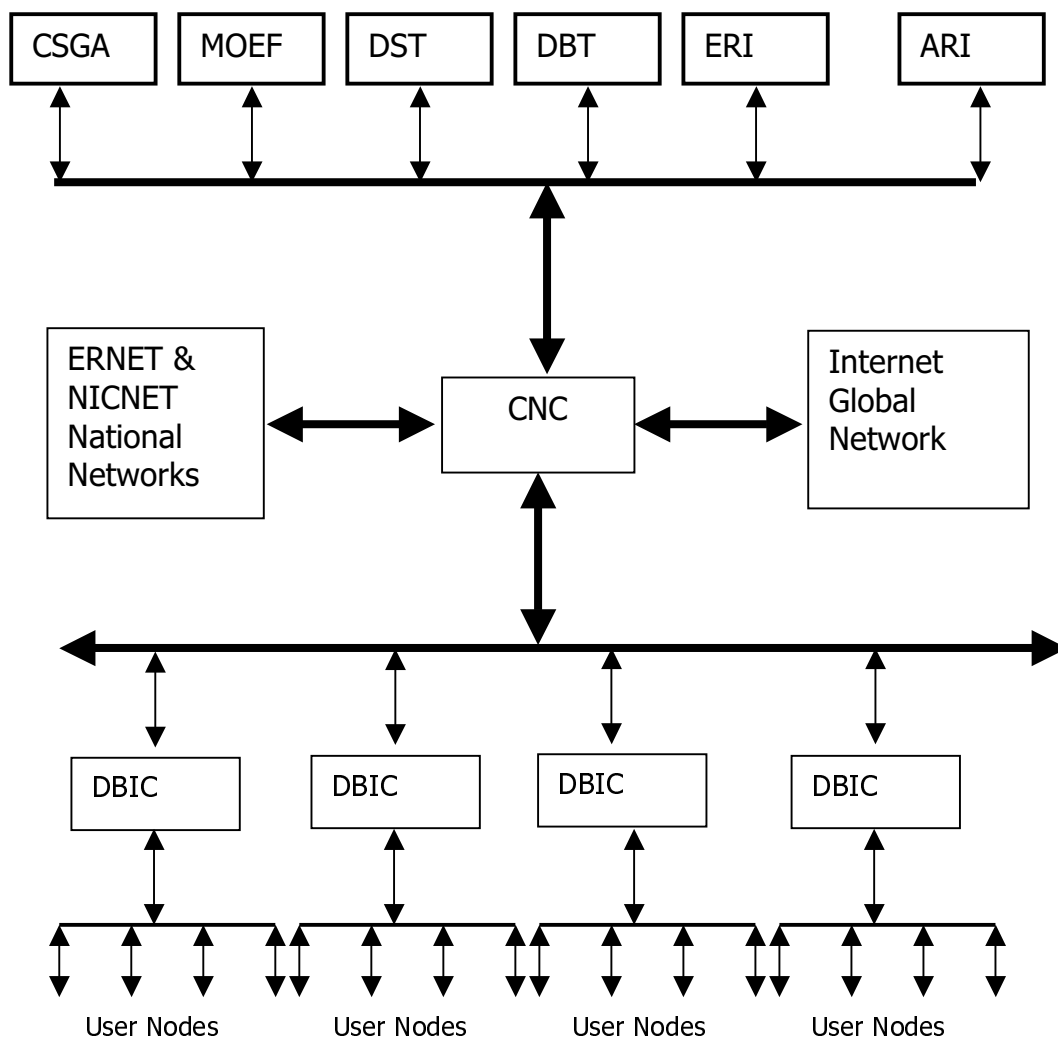 CSGA
MOEF
DST
DBT
ERI
ARI
ERNET &
NICNET
National
Networks
CNC
Internet
Global
Network
DBIC
DBIC
DBIC
DBIC
User Nodes
User Nodes
User Nodes
User Nodes